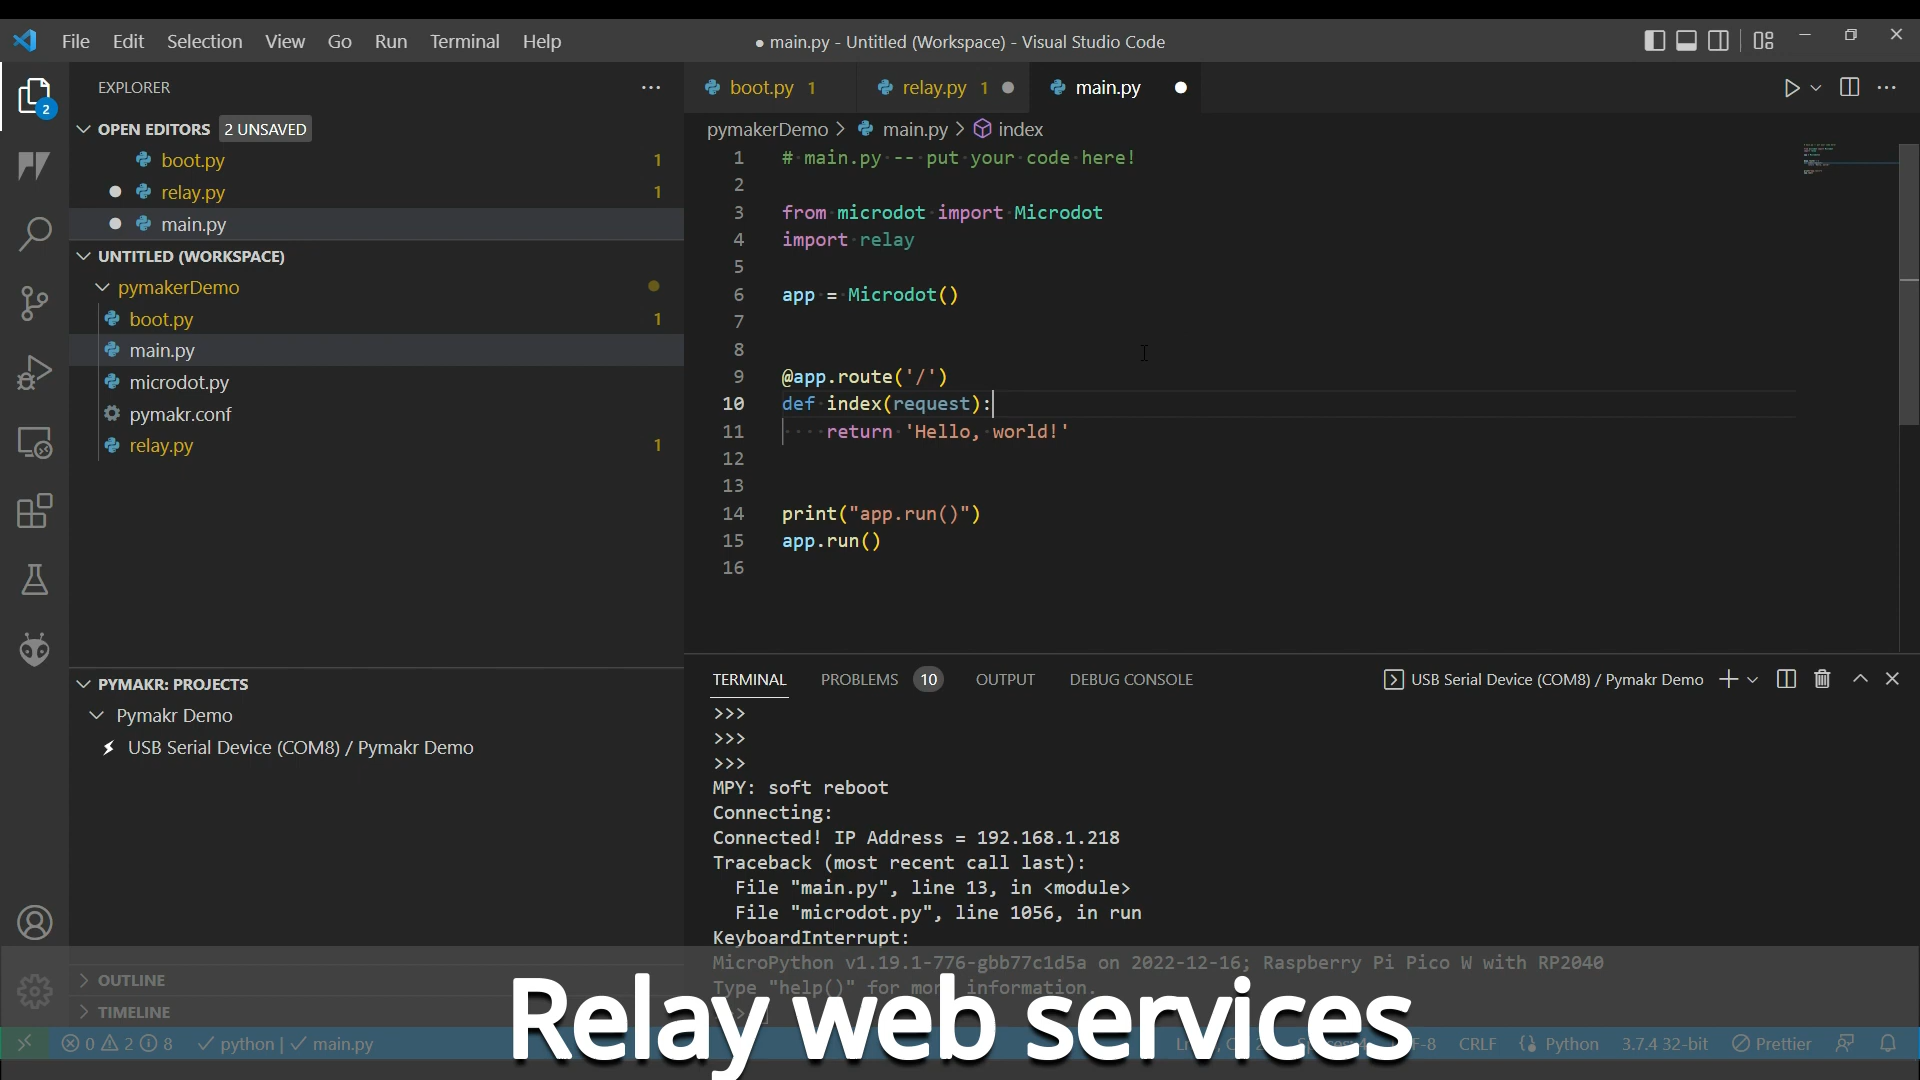 File Edit Selection View Go Run Terminal Help
● main.py - Untitled (Workspace) - Visual Studio Code
EXPLORER
OPEN EDITORS 2 UNSAVED
boot.py 1
relay.py 1
main.py
UNTITLED (WORKSPACE)
pymakerDemo
boot.py 1
main.py
microdot.py
pymakr.conf
relay.py 1
2
PYMAKR: PROJECTS
Pymakr Demo
USB Serial Device (COM8) / Pymakr Demo
OUTLINE
TIMELINE
boot.py 1 relay.py 1 main.py
pymakerDemo > main.py > index
1 # main.py -- put your code here!
2
3 from microdot import Microdot
4 import relay
5
6 app = Microdot()
7
8
9 @app.route('/')
10 def index(request):
11 return 'Hello, world!'
12
13
14 print("app.run()")
15 app.run()
16
TERMINAL PROBLEMS 10 OUTPUT DEBUG CONSOLE
USB Serial Device (COM8) / Pymakr Demo
>>>
>>>
>>>
MPY: soft reboot
Connecting:
Connected! IP Address = 192.168.1.218
Traceback (most recent call last):
File "main.py", line 13, in <module>
File "microdot.py", line 1056, in run
KeyboardInterrupt:
MicroPython v1.19.1-776-gbb77c1d5a on 2022-12-16; Raspberry Pi Pico W with RP2040
Type "help()" for more information.
Relay web services
0 2 8 python | main.py
CRLF Python 3.7.4 32-bit Prettier